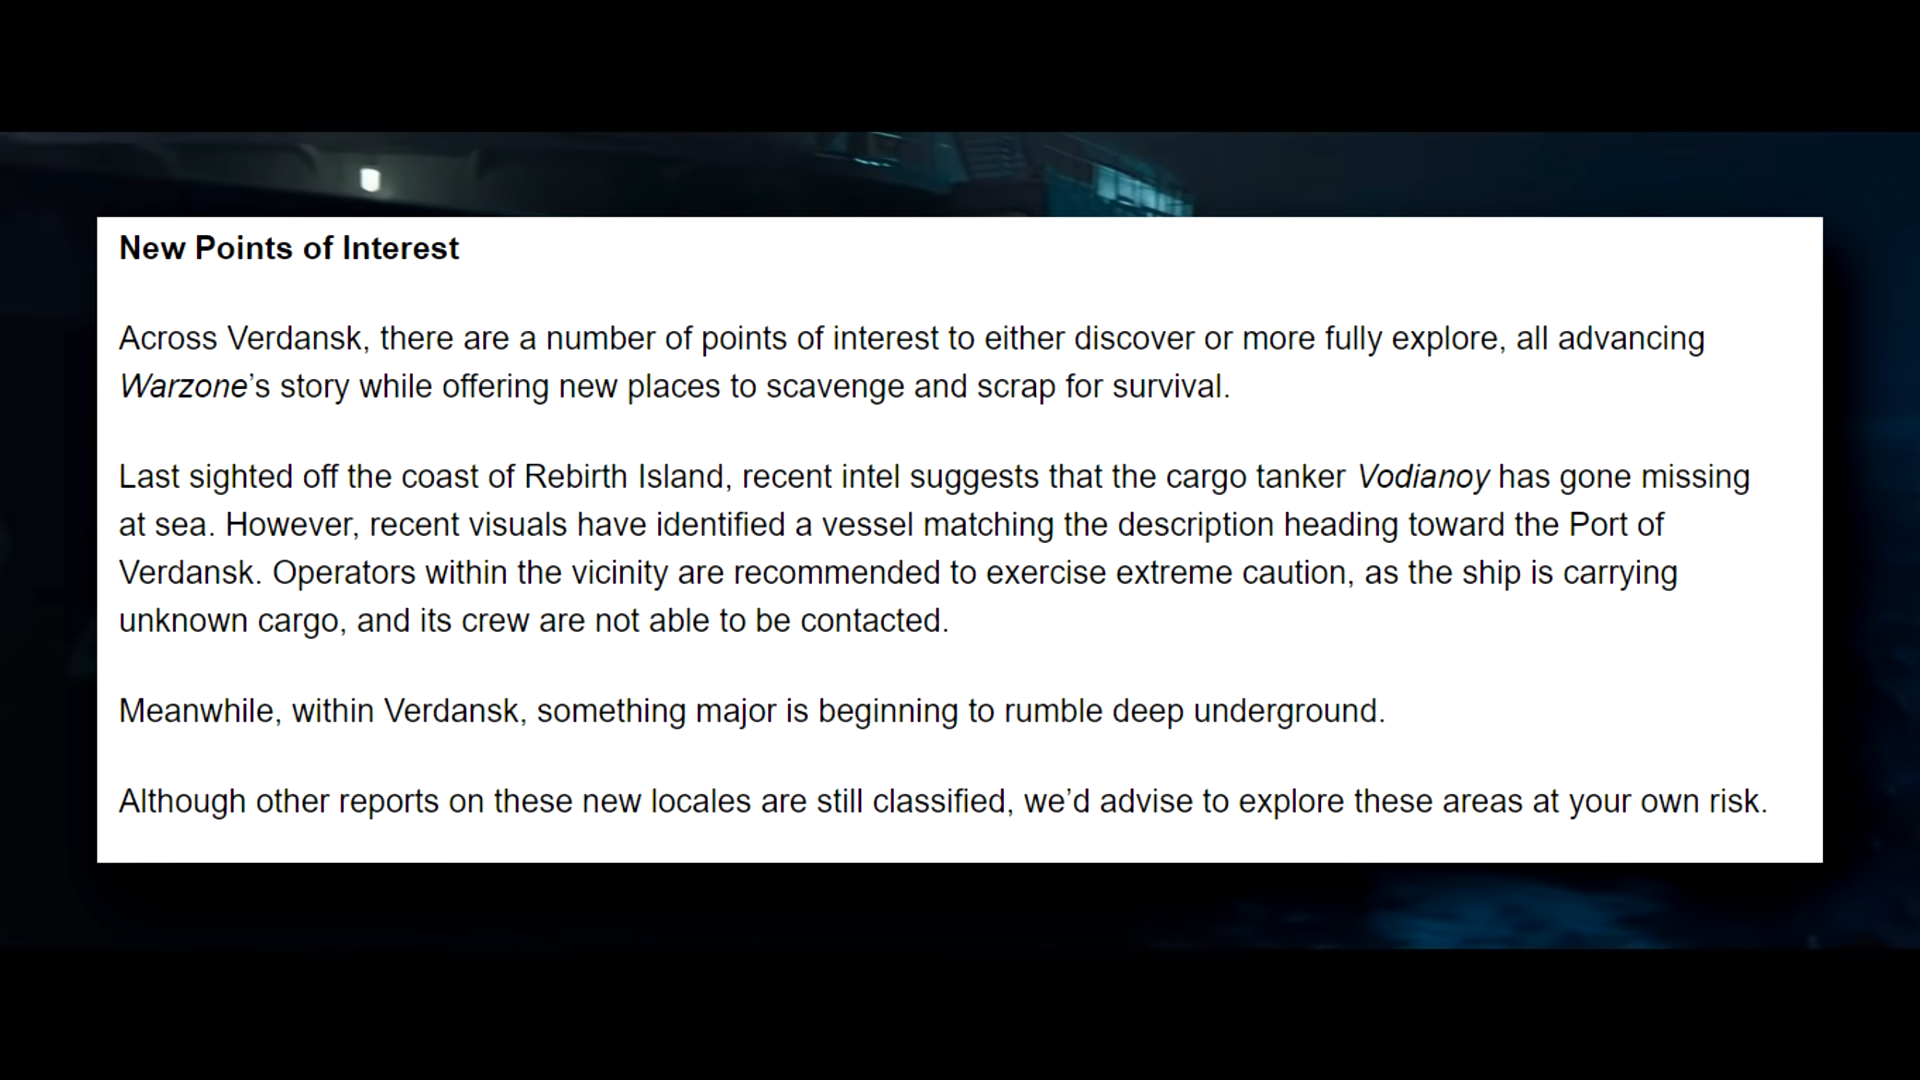 New Points of Interest
Across Verdansk, there are a number of points of interest to either discover or more fully explore, all advancing
Warzone’s story while offering new places to scavenge and scrap for survival.
Last sighted off the coast of Rebirth Island, recent intel suggests that the cargo tanker Vodianoy has gone missing
at sea. However, recent visuals have identified a vessel matching the description heading toward the Port of
Verdansk. Operators within the vicinity are recommended to exercise extreme caution, as the ship is carrying
unknown cargo, and its crew are not able to be contacted.
Meanwhile, within Verdansk, something major is beginning to rumble deep underground.
Although other reports on these new locales are still classified, we’d advise to explore these areas at your own risk.